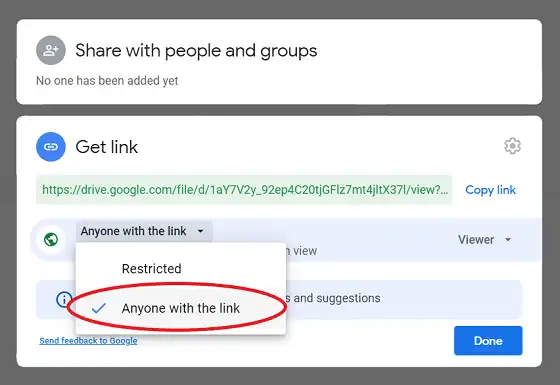 Share with people and groups
No one has been added yet
Get link
https://drive.google.com/file/d/1aY7V2y_92ep4C20tjGFlz7mt4jltX37l/view?...
Copy link
Anyone with the link
Viewer
n view
Restricted
s and suggestions
Anyone with the link
Send feedback to Google
Done